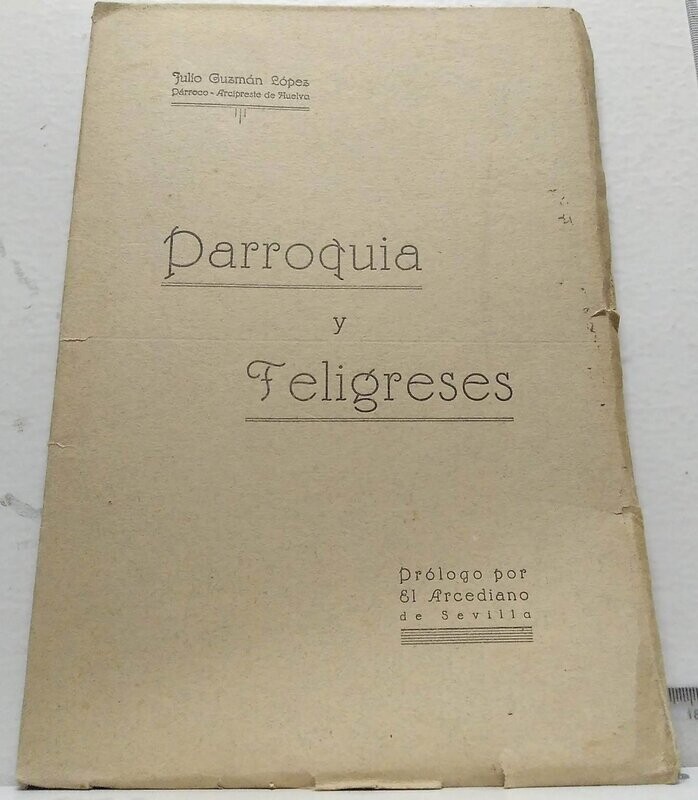 Julio Guzmán López
Párroco - Arcipreste de Huelva
Parroquia
y
Feligreses
Prólogo por
El Arcediano
de Sevilla